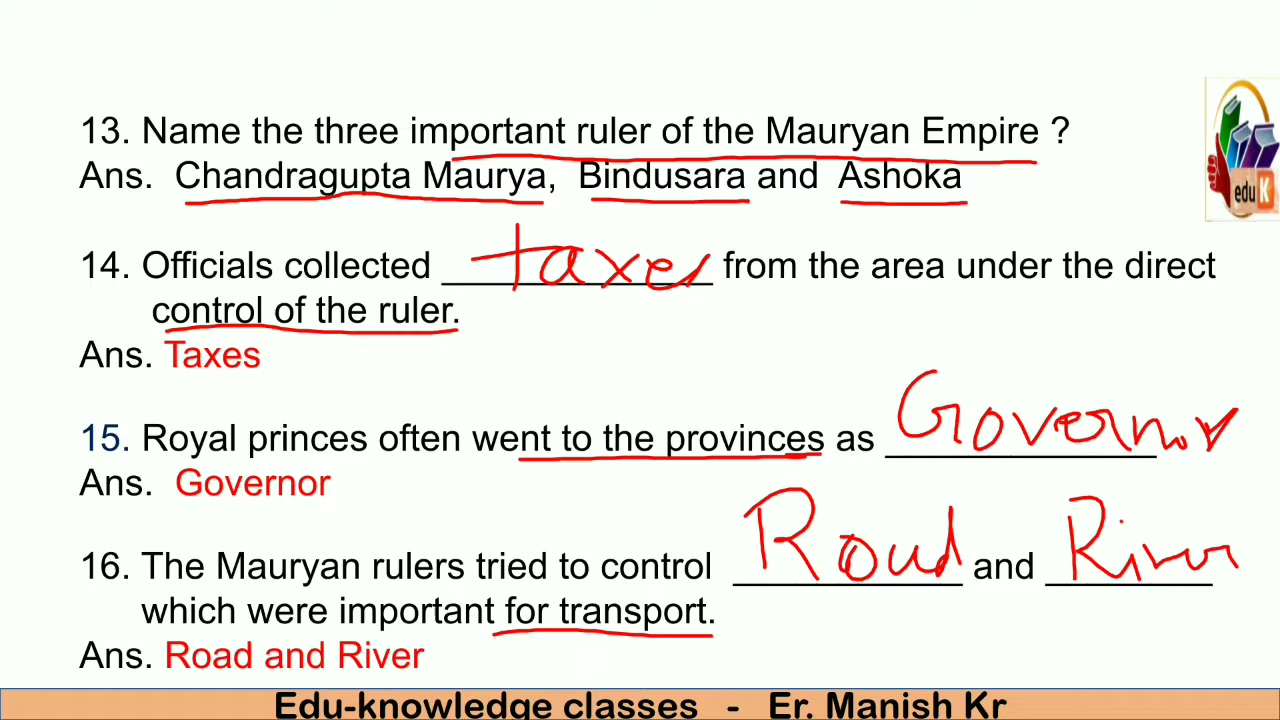 13. Name the three important ruler of the Mauryan Empire ?
Ans. Chandragupta Maurya, Bindusara and Ashoka
14. Officials collected taxes from the area under the direct
control of the ruler.
Ans. Taxes
15. Royal princes often went to the provinces as Governor
Ans. Governor
16. The Mauryan rulers tried to control Road and River
which were important for transport.
Ans. Road and River
edu K
Edu-knowledge classes - Er. Manish Kr